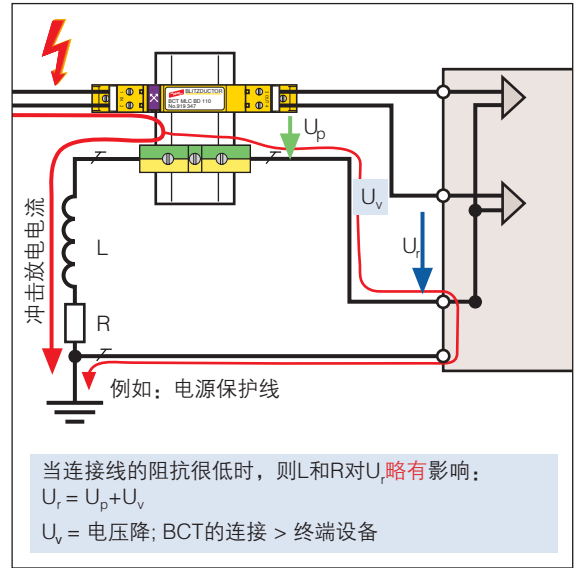 BLITZDUCTOR
BCT MLC BD 110
No.919 347
Up
Uv
Ur
冲击放电电流
L
R
例如：电源保护线
当连接线的阻抗很低时，则L和R对Ur略有影响：
Ur = Up+Uv
Uv = 电压降; BCT的连接 > 终端设备